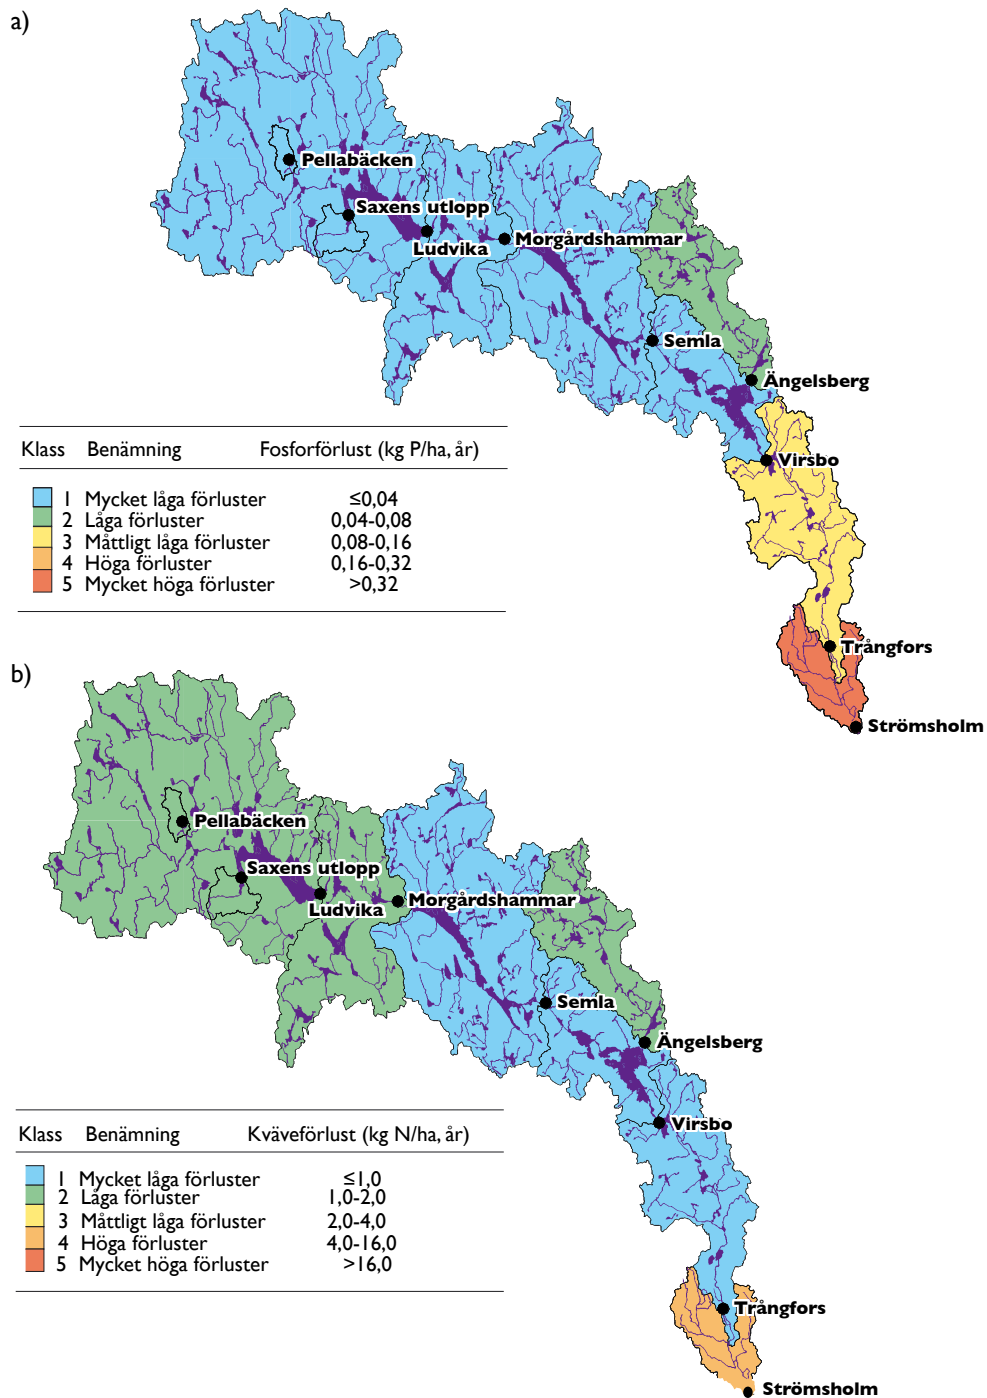 a)
Pellabäcken
Saxens utlopp
Ludvika
Morgårdshammar
Semla
Ängelsberg
Virsbo
Trångfors
Strömsholm
Klass Benämning Fosforförlust (kg P/ha, år)
1 Mycket låga förluster ≤0,04
2 Låga förluster 0,04-0,08
3 Måttligt låga förluster 0,08-0,16
4 Höga förluster 0,16-0,32
5 Mycket höga förluster >0,32
b)
Pellabäcken
Saxens utlopp
Ludvika
Morgårdshammar
Semla
Ängelsberg
Virsbo
Trångfors
Strömsholm
Klass Benämning Kväveförlust (kg N/ha, år)
1 Mycket låga förluster ≤1,0
2 Låga förluster 1,0-2,0
3 Måttligt låga förluster 2,0-4,0
4 Höga förluster 4,0-16,0
5 Mycket höga förluster >16,0